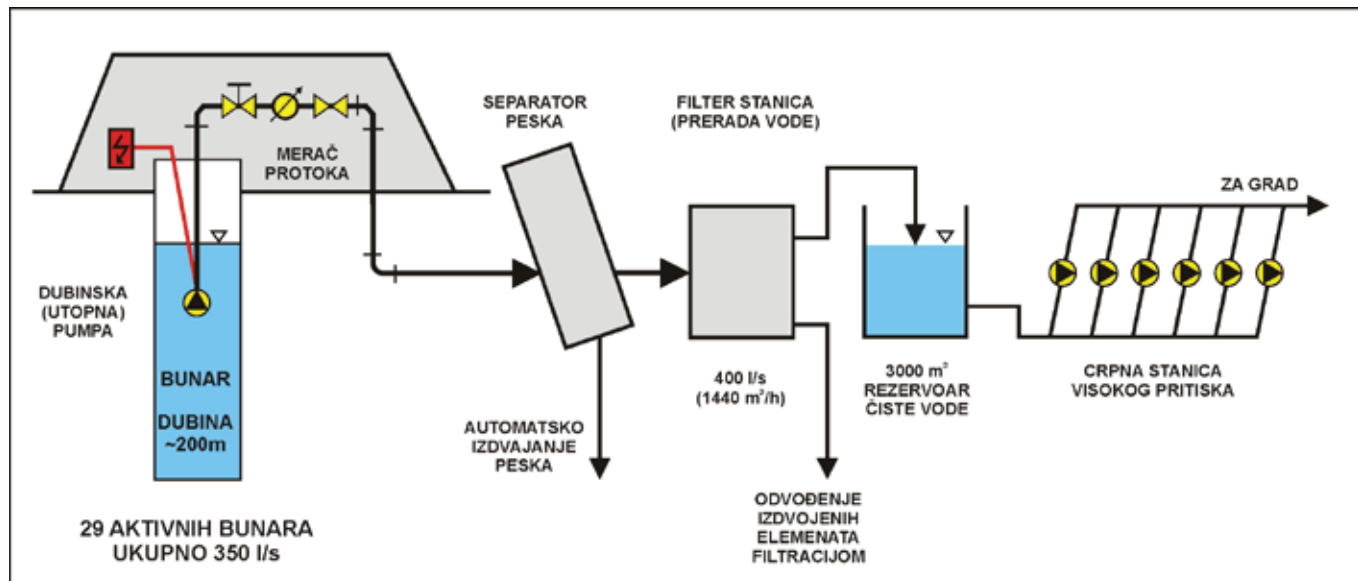 SEPARATOR
PESKA
FILTER STANICA
(PRERADA VODE)
MERAČ
PROTOKA
ZA GRAD
DUBINSKA
(UTOPNA)
PUMPA
BUNAR
DUBINA
~200m
400 l/s
(1440 m³/h)
3000 m³
REZERVOAR
ČISTE VODE
CRPNA STANICA
VISOKOG PRITISKA
AUTOMATSKO
IZDVAJANJE
PESKA
ODVOĐENJE
IZDVOJENIH
ELEMENATA
FILTRACIJOM
29 AKTIVNIH BUNARA
UKUPNO 350 l/s